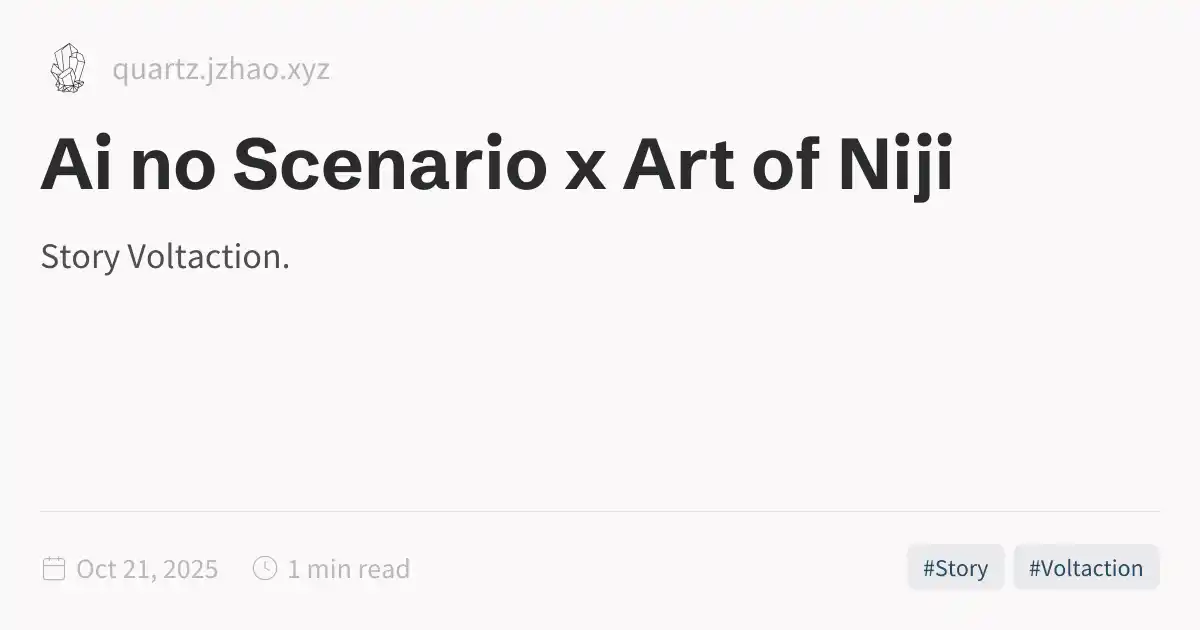 quartz.jzhao.xyz
Ai no Scenario x Art of Niji
Story Voltaction.
Oct 21, 2025 1 min read #Story #Voltaction